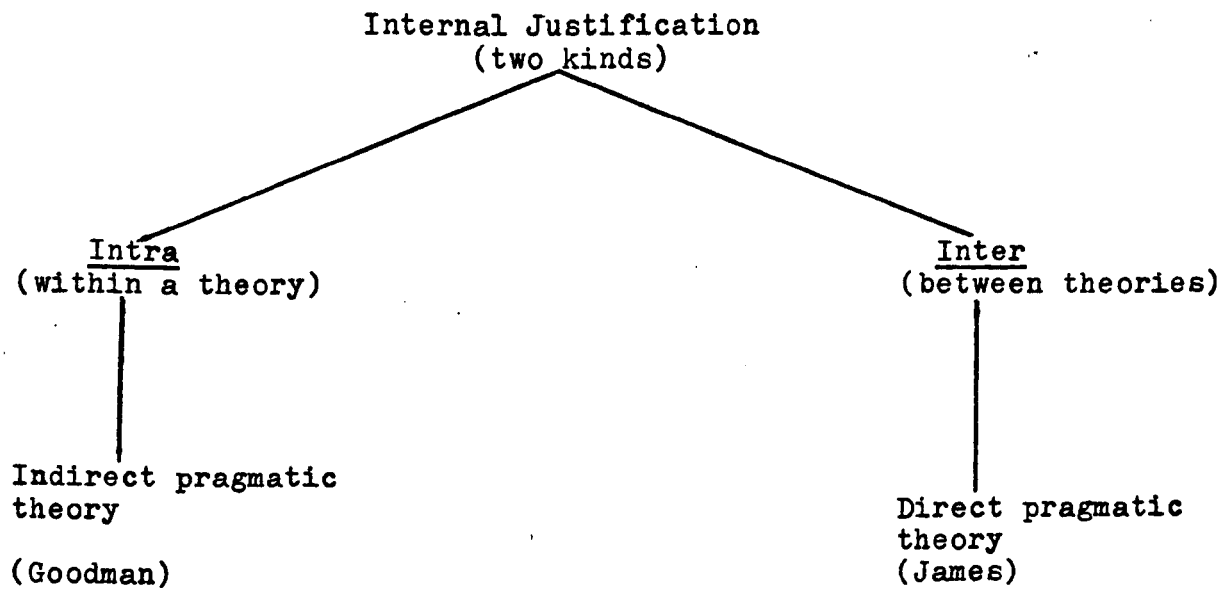 Internal Justification
(two kinds)
Intra
(within a theory)
Inter
(between theories)
Indirect pragmatic
theory
(Goodman)
Direct pragmatic
theory
(James)